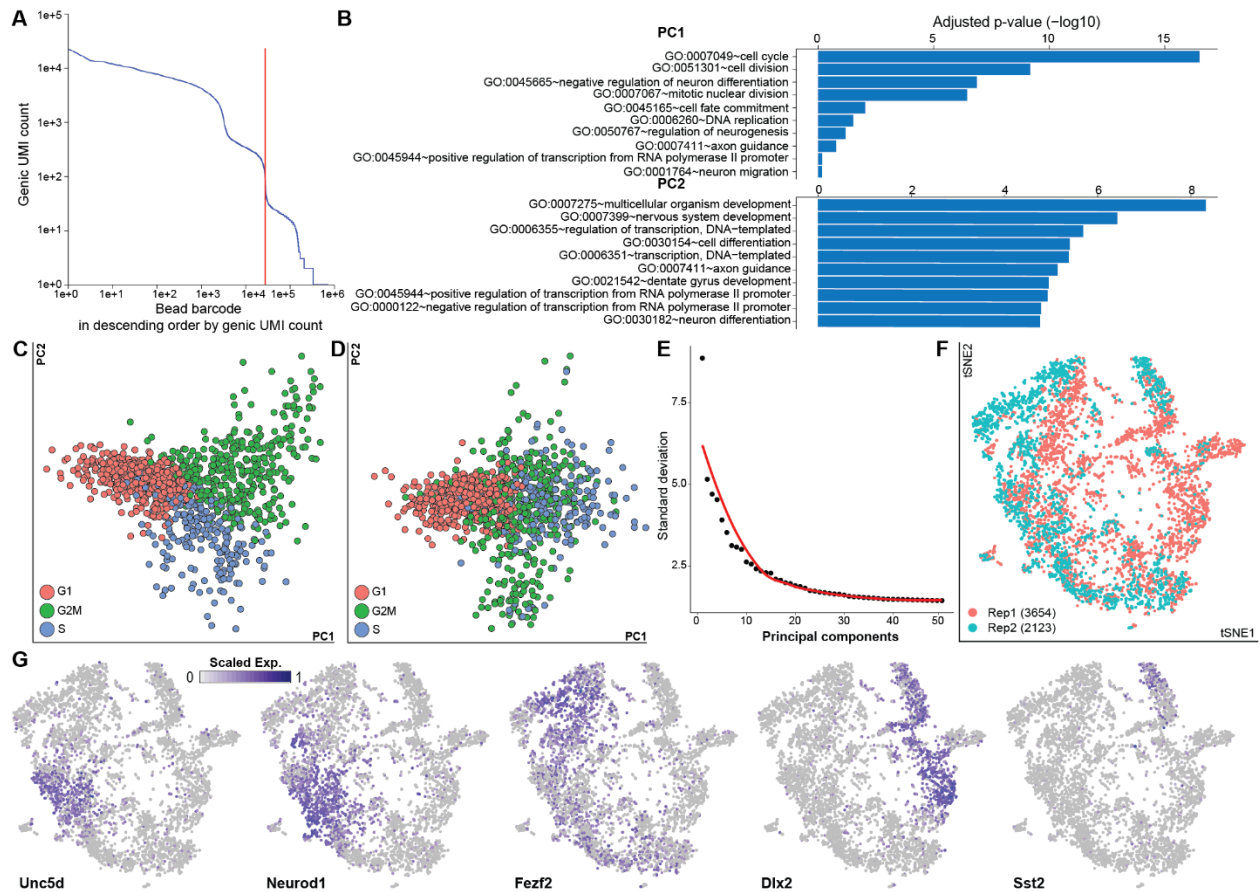 A
1e+5
1e+4
1e+3
1e+2
1e+1
1e+0
Genic UMI count
1e+0
1e+1
1e+2
1e+3
1e+4
1e+5
1e+6
Bead barcode
in descending order by genic UMI count
B
Adjusted p-value (−log10)
PC1
0
5
10
15
GO:0007049~cell cycle
GO:0051301~cell division
GO:0045665~negative regulation of neuron differentiation
GO:0007067~mitotic nuclear division
GO:0045165~cell fate commitment
GO:0006260~DNA replication
GO:0050767~regulation of neurogenesis
GO:0007411~axon guidance
GO:0045944~positive regulation of transcription from RNA polymerase II promoter
GO:0001764~neuron migration
PC2
0
2
4
6
8
GO:0007275~multicellular organism development
GO:0007399~nervous system development
GO:0006355~regulation of transcription, DNA−templated
GO:0030154~cell differentiation
GO:0006351~transcription, DNA−templated
GO:0007411~axon guidance
GO:0021542~dentate gyrus development
GO:0045944~positive regulation of transcription from RNA polymerase II promoter
GO:0000122~negative regulation of transcription from RNA polymerase II promoter
GO:0030182~neuron differentiation
C
PC2
G1
G2M
S
PC1
D
PC2
G1
G2M
S
PC1
E
Standard deviation
7.5
5.0
2.5
0
10
20
30
40
50
Principal components
F
tSNE2
Rep1 (3654)
Rep2 (2123)
tSNE1
G
Scaled Exp.
0
1
Unc5d
Neurod1
Fezf2
Dlx2
Sst2